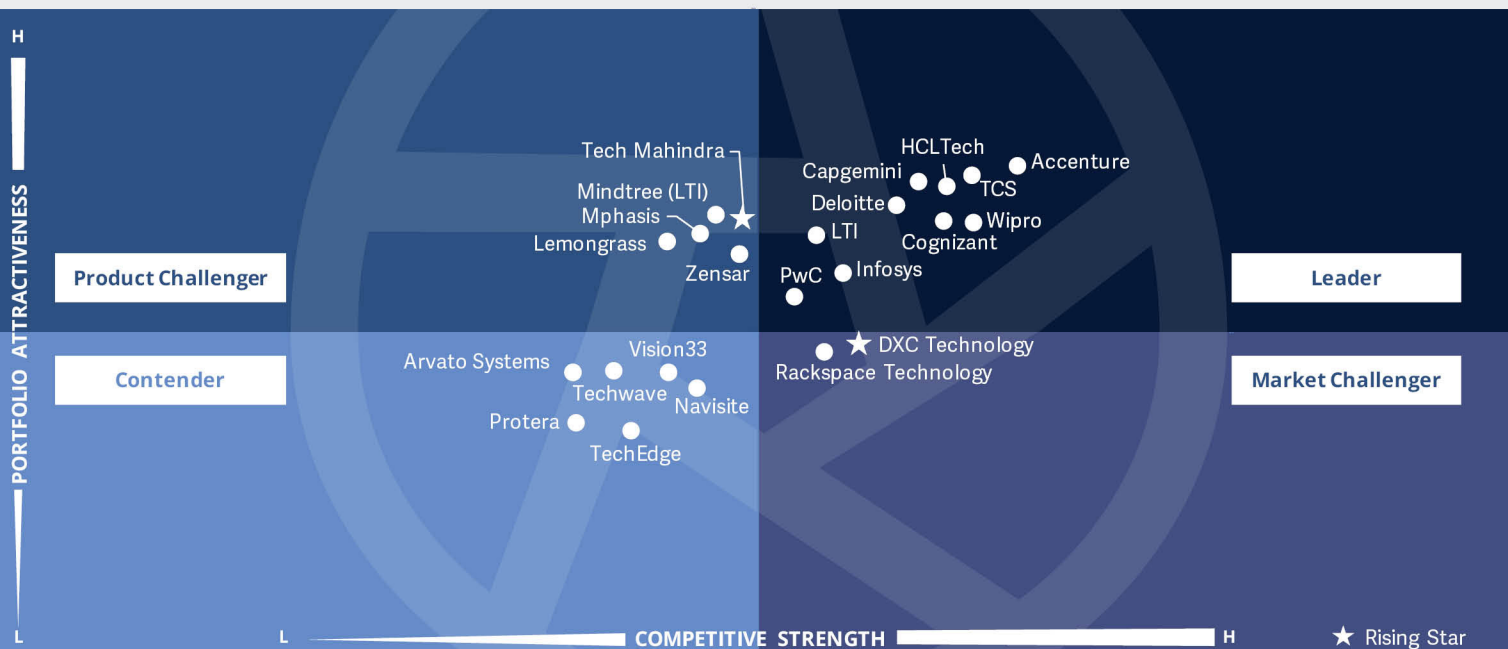 H
PORTFOLIO ATTRACTIVENESS
L
Product Challenger
Leader
Contender
Market Challenger
Tech Mahindra
Mindtree (LTI)
Mphasis
Lemongrass
Zensar
HCLTech
Capgemini
Accenture
TCS
Deloitte
Wipro
LTI
Cognizant
PwC
Infosys
Arvato Systems
Vision33
Techwave
Navisite
Protera
TechEdge
DXC Technology
Rackspace Technology
L
COMPETITIVE STRENGTH
H
Rising Star